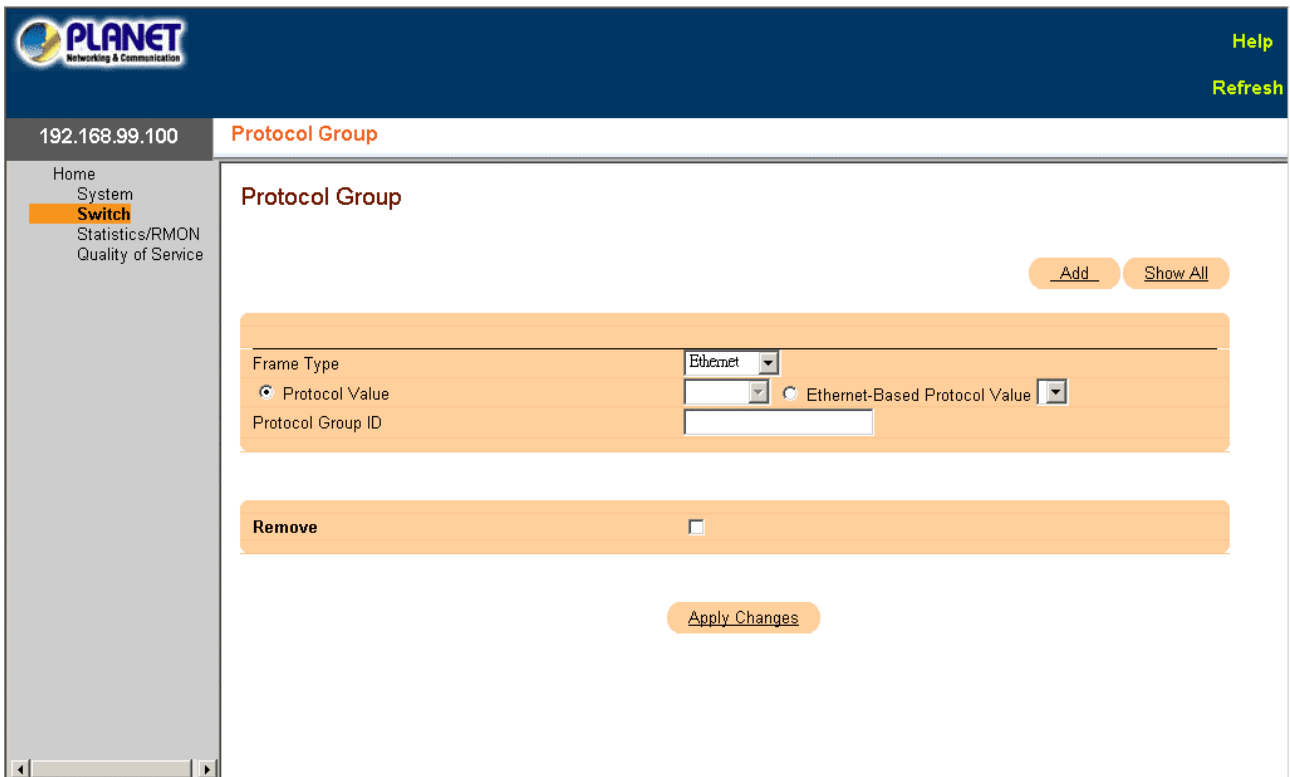 PLANET
Networking & Communication
Help
Refresh
192.168.99.100
Protocol Group
Home
System
Switch
Statistics/RMON
Quality of Service
Protocol Group
Add
Show All
Frame Type
Ethernet
Protocol Value
Ethernet-Based Protocol Value
Protocol Group ID
Remove
Apply Changes